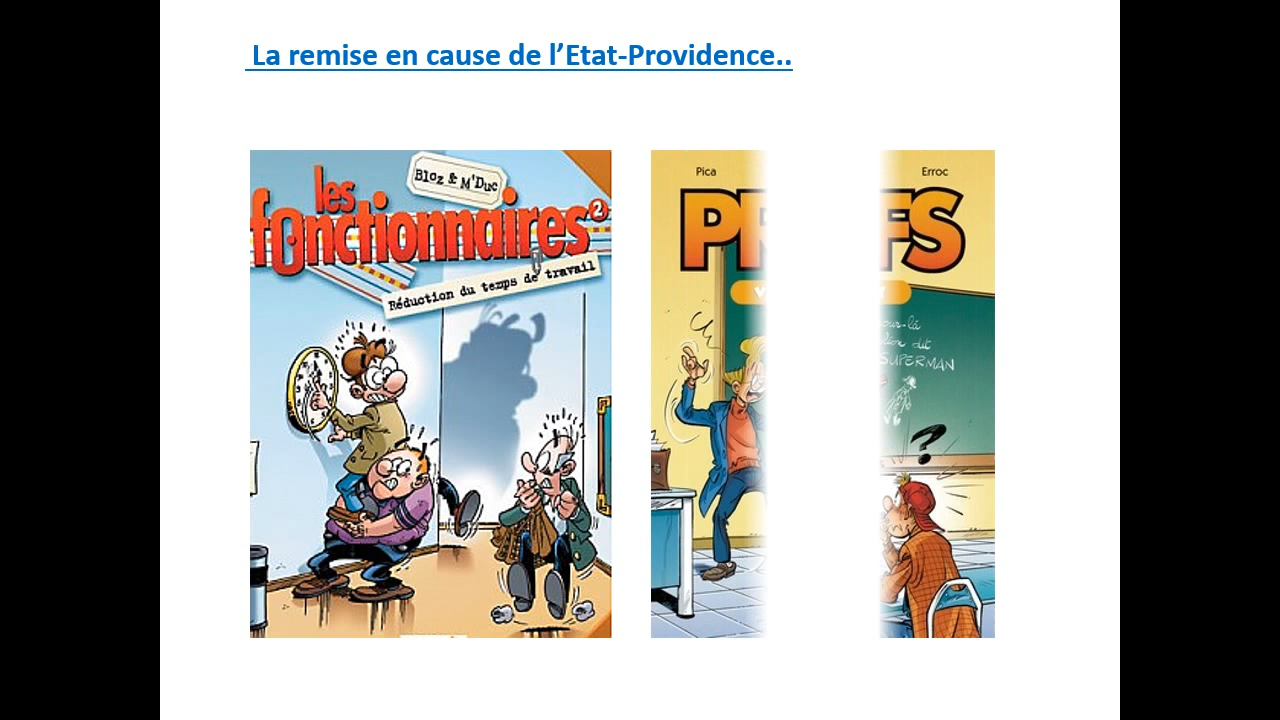 La remise en cause de l’Etat-Providence..
Bloz & M'Duc
les
fonctionnaires
2
Réduction du temps de travail
Pica
Erroc
PR FS
SUPERMAN
?